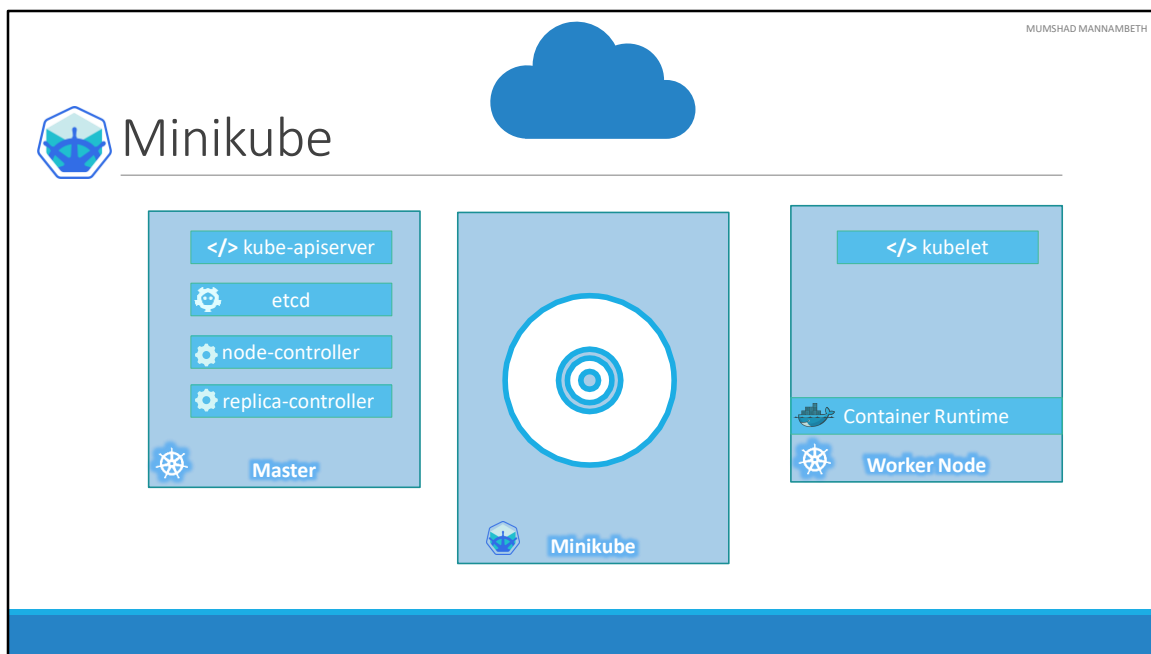 MUMSHAD MANNAMBETH
Minikube
</> kube-apiserver
etcd
node-controller
replica-controller
Master
Minikube
</> kubelet
Container Runtime
Worker Node